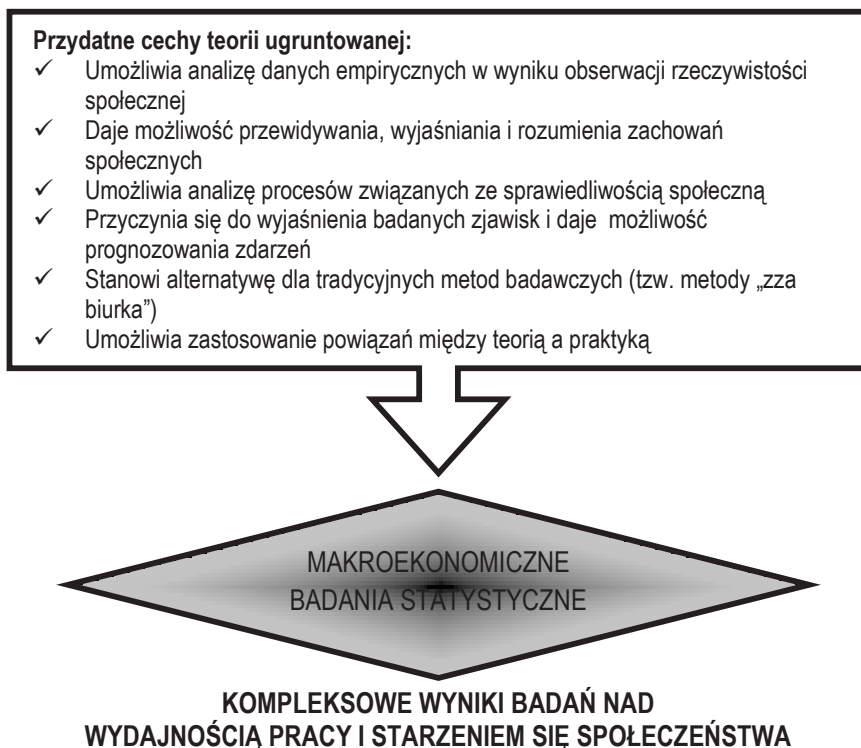 Przydatne cechy teorii ugruntowanej:
✓ Umożliwia analizę danych empirycznych w wyniku obserwacji rzeczywistości
społecznej
✓ Daje możliwość przewidywania, wyjaśniania i rozumienia zachowań
społecznych
✓ Umożliwia analizę procesów związanych ze sprawiedliwością społeczną
✓ Przyczynia się do wyjaśnienia badanych zjawisk i daje możliwość
prognozowania zdarzeń
✓ Stanowi alternatywę dla tradycyjnych metod badawczych (tzw. metody „zza
biurka”)
✓ Umożliwia zastosowanie powiązań między teorią a praktyką
MAKROEKONOMICZNE
BADANIA STATYSTYCZNE
KOMPLEKSOWE WYNIKI BADAŃ NAD
WYDAJNOŚCIĄ PRACY I STARZENIEM SIĘ SPOŁECZEŃSTWA